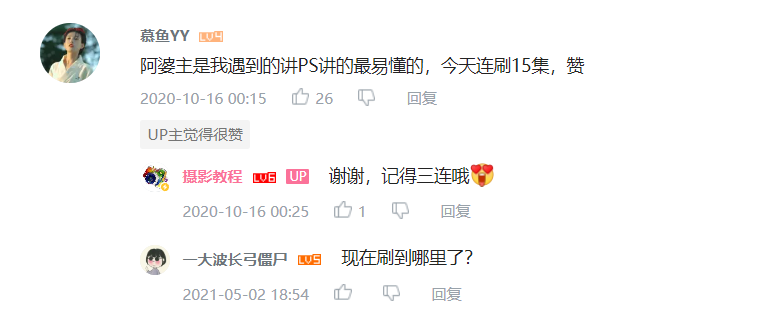 慕鱼YY LV4
阿婆主是我遇到的讲PS讲的最易懂的，今天连刷15集，赞
2020-10-16 00:15 26 回复
UP主觉得很赞
摄影教程 LV6 UP 谢谢，记得三连哦
2020-10-16 00:25 1 回复
一大波长弓僵尸 LV5 现在刷到哪里了？
2021-05-02 18:54 回复